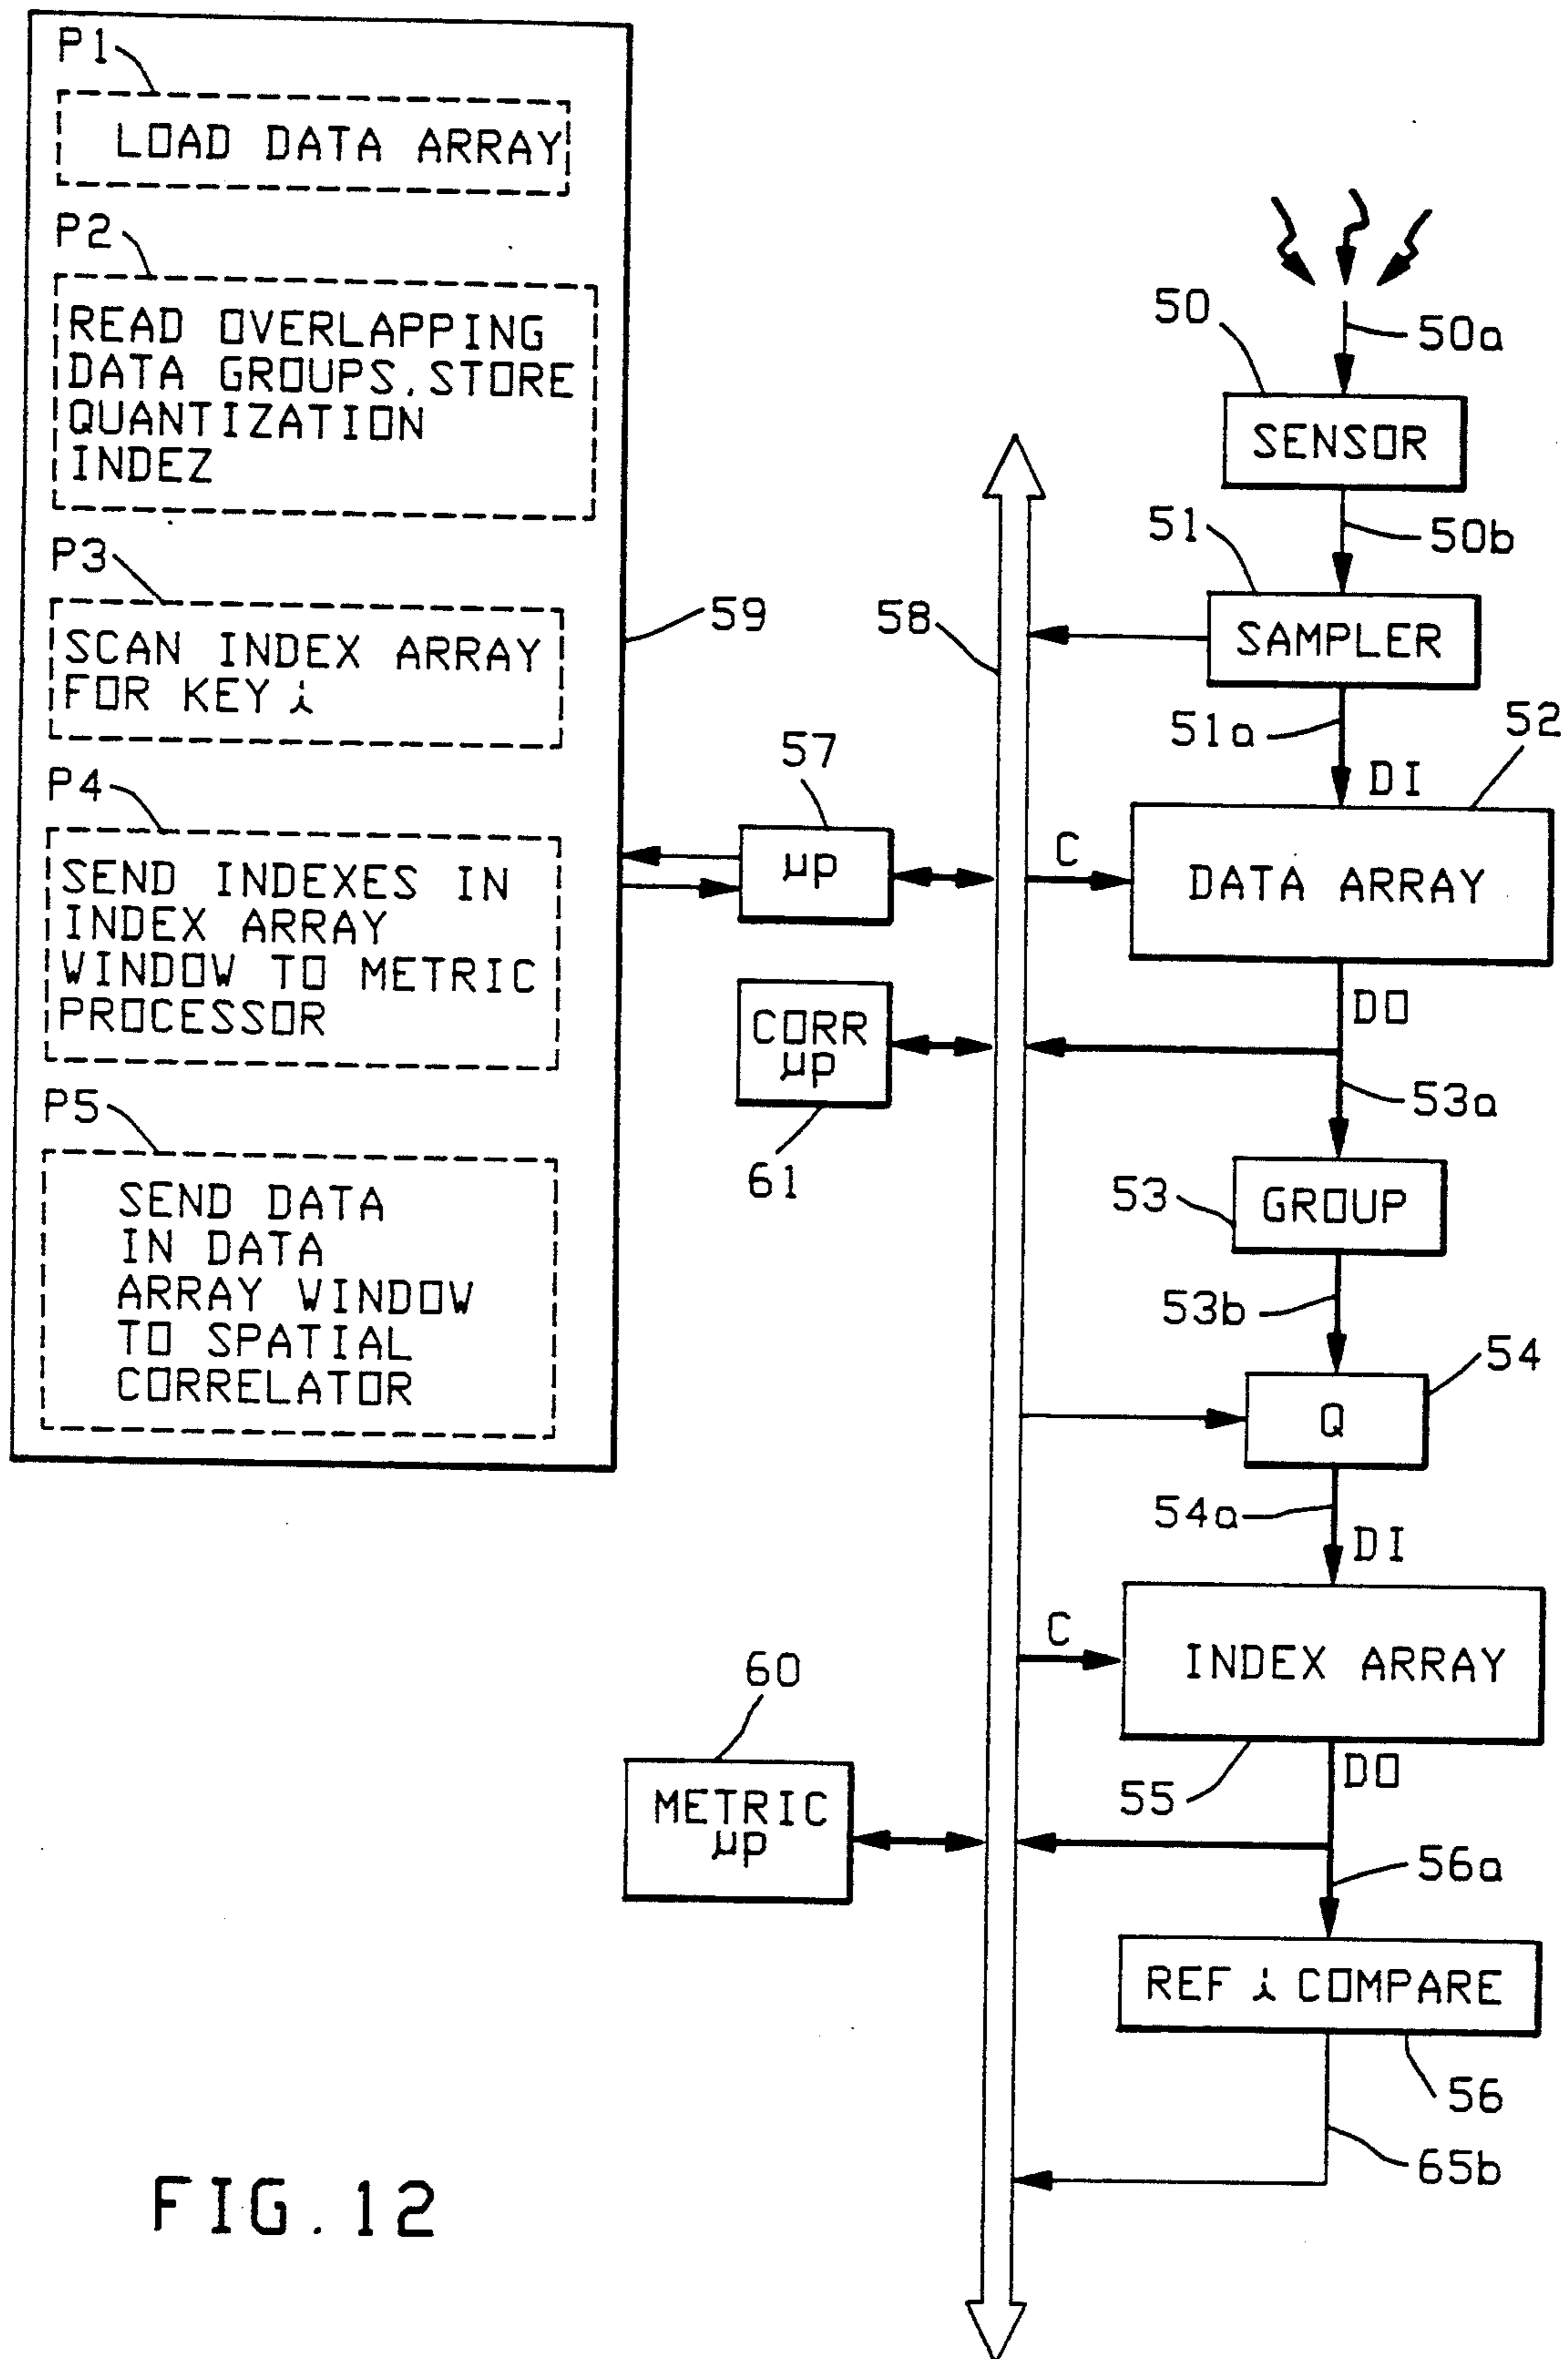 P1
LOAD DATA ARRAY
P2
READ OVERLAPPING
DATA GROUPS. STORE
QUANTIZATION
INDEZ
P3
SCAN INDEX ARRAY
FOR KEY i
P4
SEND INDEXES IN
INDEX ARRAY
WINDOW TO METRIC
PROCESSOR
P5
SEND DATA
IN DATA
ARRAY WINDOW
TO SPATIAL
CORRELATOR
59
57
µP
CORR
µP
61
60
METRIC
µP
58
50
50a
SENSOR
50b
51
SAMPLER
51a
DI
52
C
DATA ARRAY
DO
53a
53
GROUP
53b
54
Q
54a
DI
C
INDEX ARRAY
55
DO
56a
REF i COMPARE
56
65b
FIG. 12